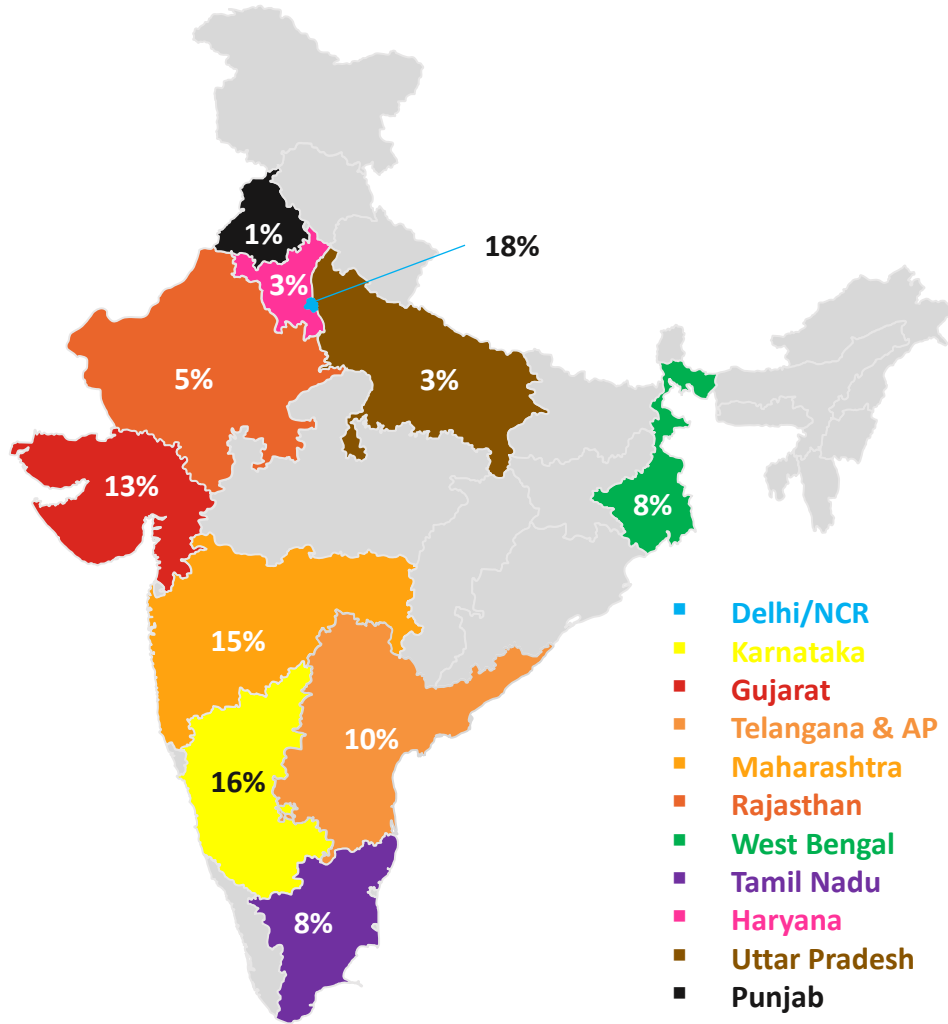 1%
18%
3%
5%
3%
13%
8%
15%
10%
16%
8%
Delhi/NCR
Karnataka
Gujarat
Telangana & AP
Maharashtra
Rajasthan
West Bengal
Tamil Nadu
Haryana
Uttar Pradesh
Punjab